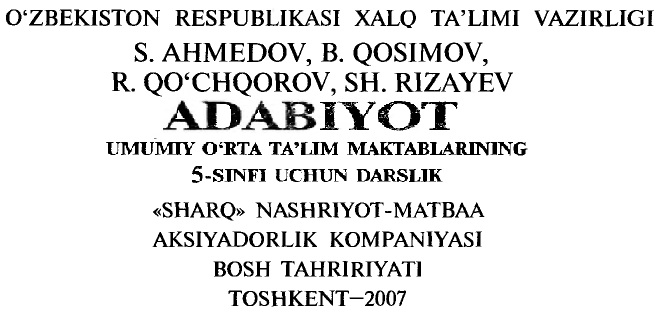 O‘ZBEKISTON RESPUBLIKASI XALQ TA’LIMI VAZIRLIGI
S. AHMEDOV, B. QOSIMOV,
R. QO‘CHQOROV, SH. RIZAYEV
ADABIYOT
UMUMIY O‘RTA TA’LIM MAKTABLARINING
5-SINFI UCHUN DARSLIK
«SHARQ» NASHRIYOT-MATBAA
AKSIYADORLIK KOMPANIYASI
BOSH TAHRIRIYATI
TOSHKENT—2007